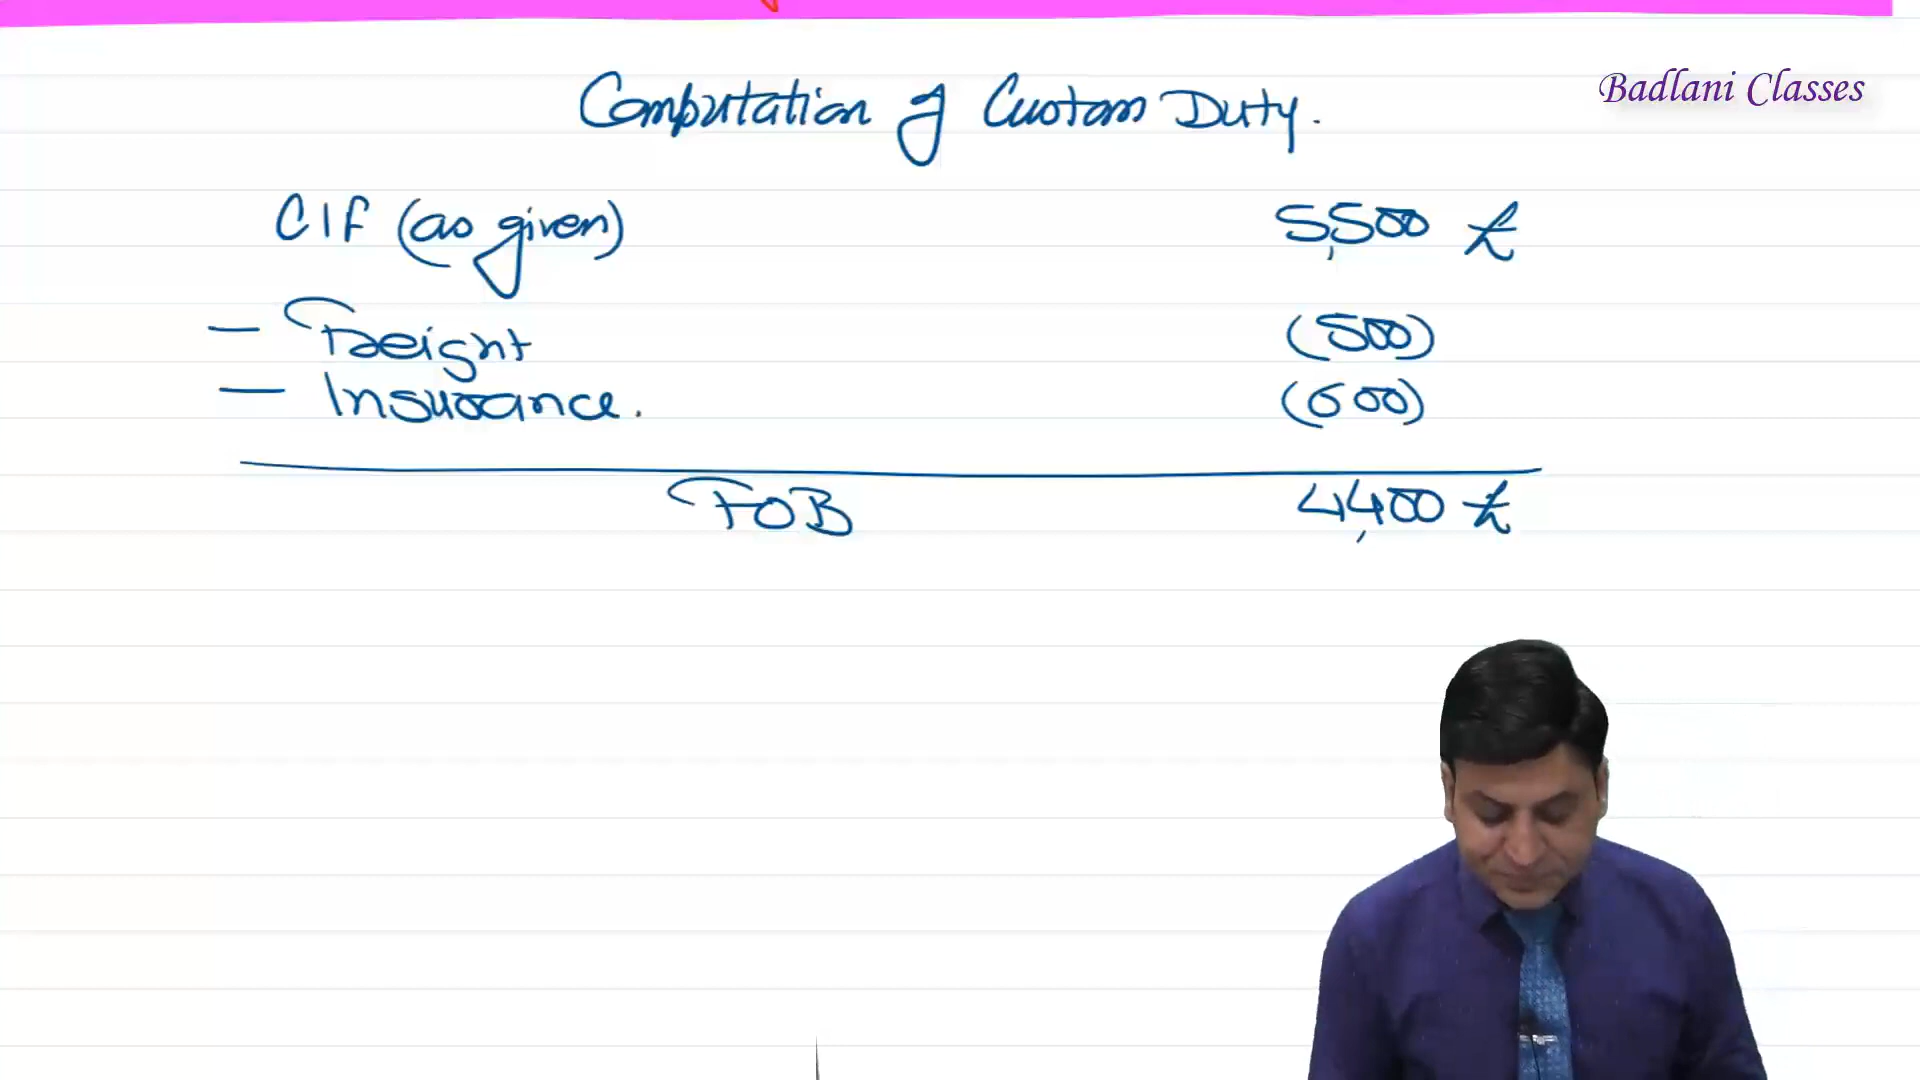 Badlani Classes
Computation of Custom Duty.
CIF (as given) 5,500 £
— Freight (500)
— Insurance. (600)
FOB 4,400 £